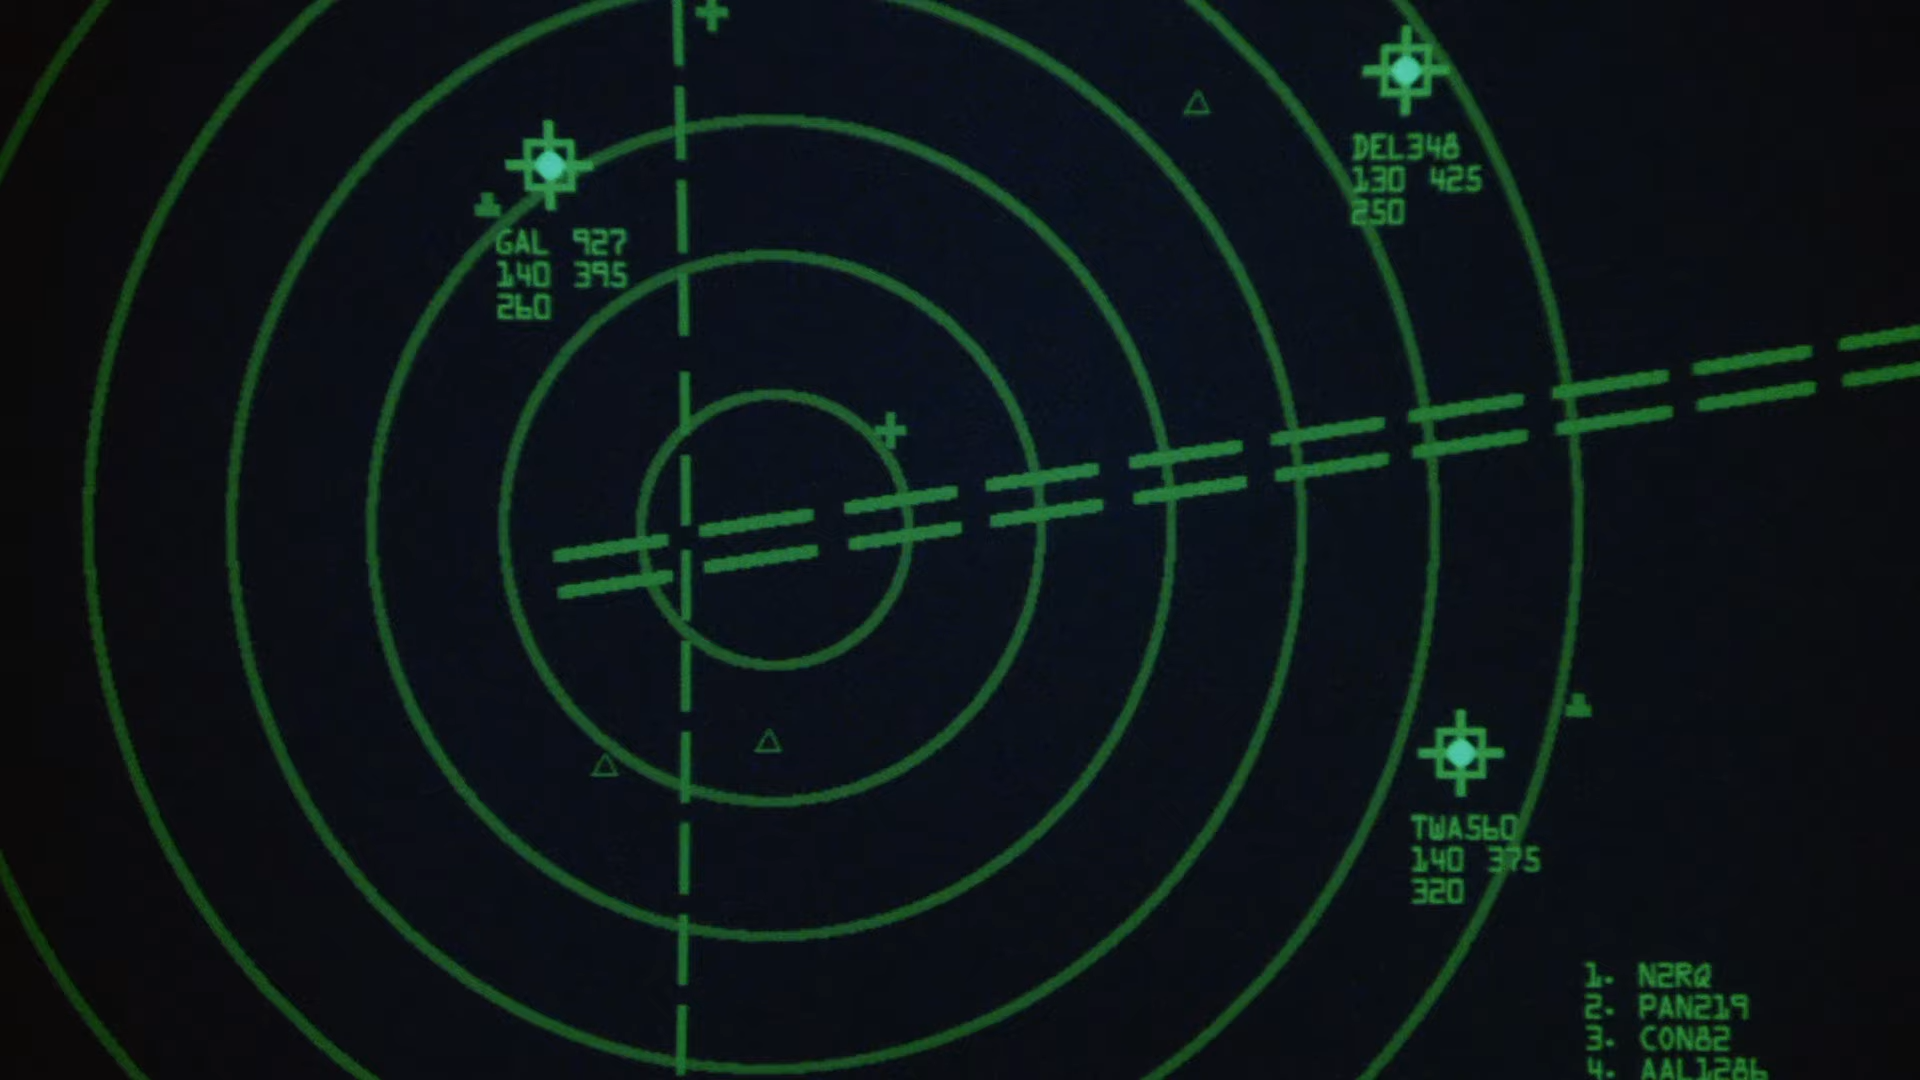 DEL348
130 425
250
GAL 927
140 395
260
TWA560
140 375
320
1. N2RQ
2. PAN219
3. CON82
4. AAL1286